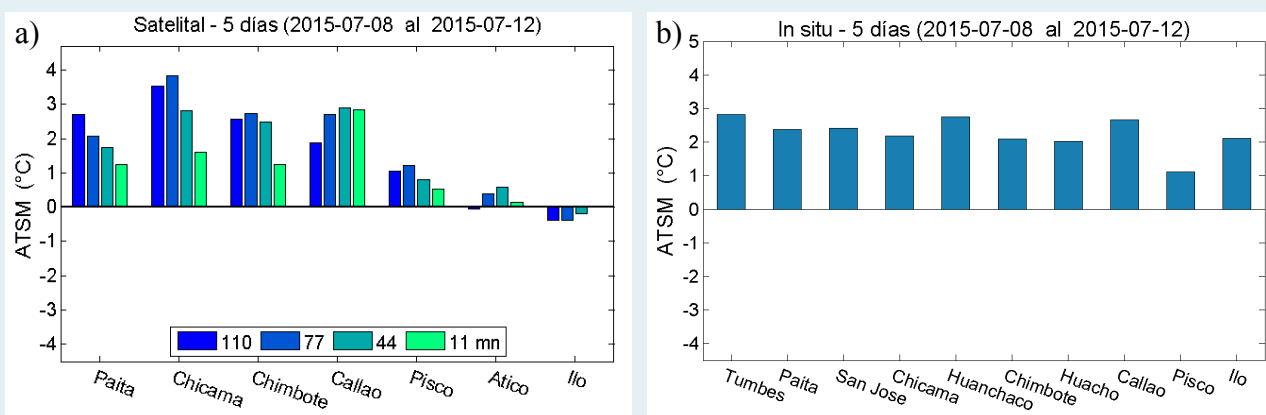 a)
Satelital - 5 días (2015-07-08 al 2015-07-12)
ATSM (°C)
4
3
2
1
0
-1
-2
-3
-4
110 77 44 11 mn
Paita Chicama Chimbote Callao Pisco Atico Ilo
b)
In situ - 5 días (2015-07-08 al 2015-07-12)
ATSM (°C)
5
4
3
2
1
0
-1
-2
-3
-4
Tumbes Paita San Jose Chicama Huanchaco Chimbote Huacho Callao Pisco Ilo